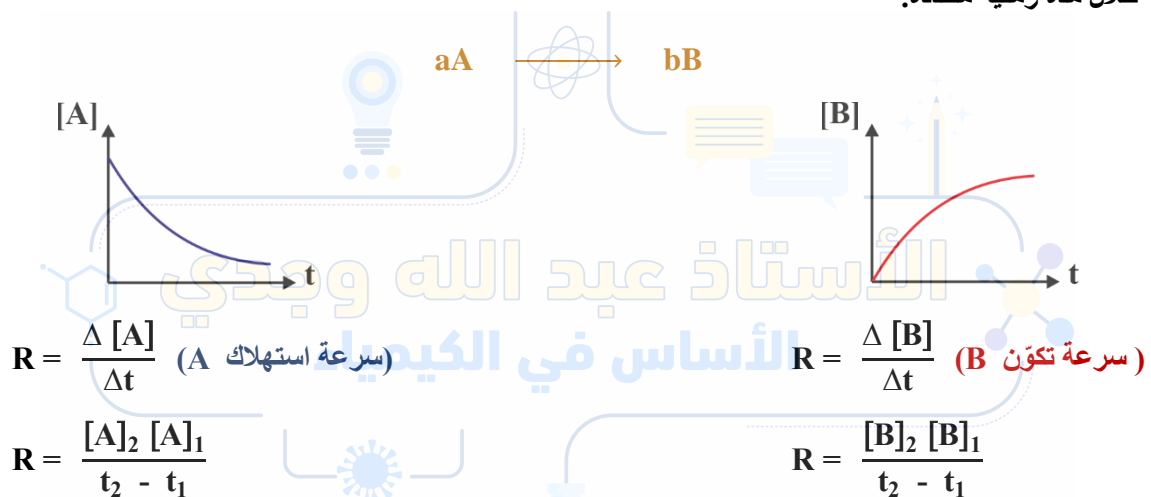 aA → bB
[A]
t
[B]
t
R = Δ [A] / Δt (سرعة استهلاك A)
R = Δ [B] / Δt (سرعة تكوّن B)
R = [A]₂ [A]₁ / t₂ - t₁
R = [B]₂ [B]₁ / t₂ - t₁
الأستاذ عبد الله وجدي
الأساس في الكيمياء